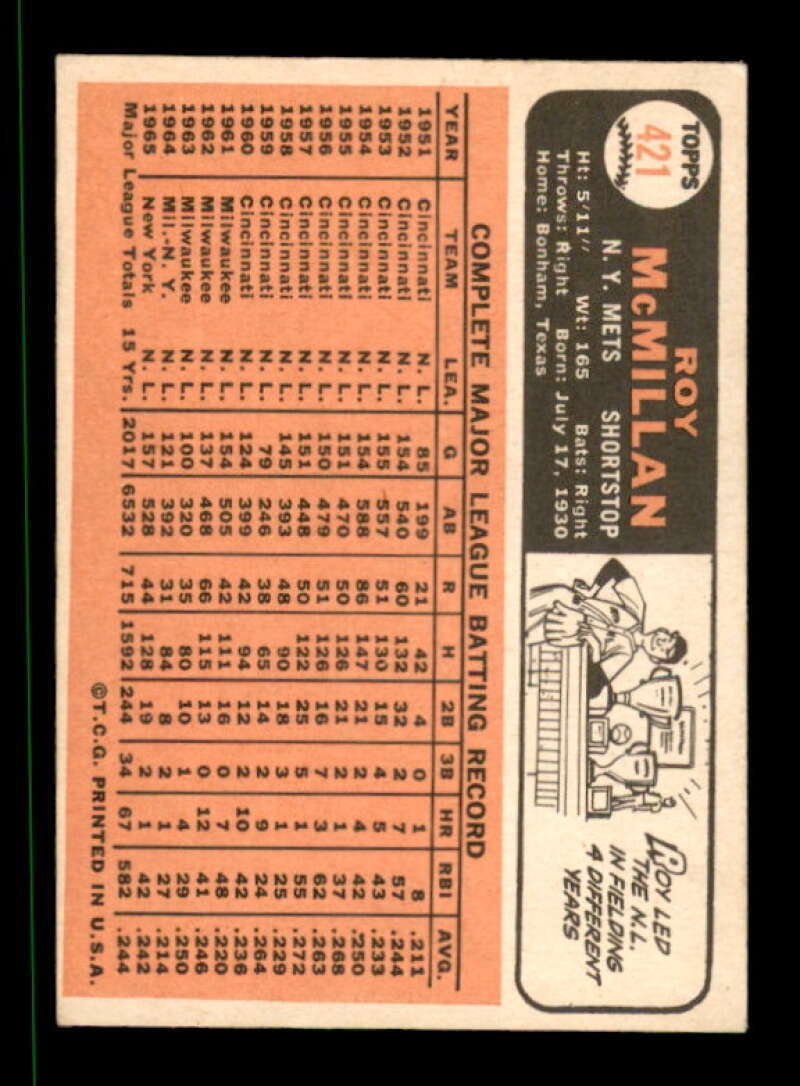 TOPPS
421
ROY
McMILLAN
N. Y. METS SHORTSTOP
Ht: 5'11" Wt: 165 Bats: Right
Throws: Right Born: July 17, 1930
Home: Bonham, Texas
ROY LED
THE N.L.
IN FIELDING
4 DIFFERENT
YEARS
COMPLETE MAJOR LEAGUE BATTING RECORD
YEAR TEAM LEA. G AB R H 2B 3B HR RBI AVG.
1951 Cincinnati N. L. 85 199 21 42 4 0 1 8 .211
1952 Cincinnati N. L. 154 540 60 132 32 2 7 57 .244
1953 Cincinnati N. L. 155 557 51 130 15 4 5 43 .233
1954 Cincinnati N. L. 154 588 86 147 21 2 4 42 .250
1955 Cincinnati N. L. 151 470 50 126 21 2 1 37 .268
1956 Cincinnati N. L. 150 479 51 126 16 7 3 62 .263
1957 Cincinnati N. L. 151 448 50 122 25 5 1 55 .272
1958 Cincinnati N. L. 145 393 48 90 18 3 1 25 .229
1959 Cincinnati N. L. 79 246 38 65 14 2 9 24 .264
1960 Cincinnati N. L. 124 399 42 94 12 2 10 42 .236
1961 Milwaukee N. L. 154 505 42 111 16 0 7 48 .220
1962 Milwaukee N. L. 137 468 66 115 13 0 12 41 .246
1963 Milwaukee N. L. 100 320 35 80 10 1 4 29 .250
1964 Mil.-N. Y. N. L. 121 392 31 84 8 2 1 27 .214
1965 New York N. L. 157 528 44 128 19 2 1 42 .242
Major League Totals 15 Yrs. 2017 6532 715 1592 244 34 67 582 .244
©T.C.G. PRINTED IN U.S.A.